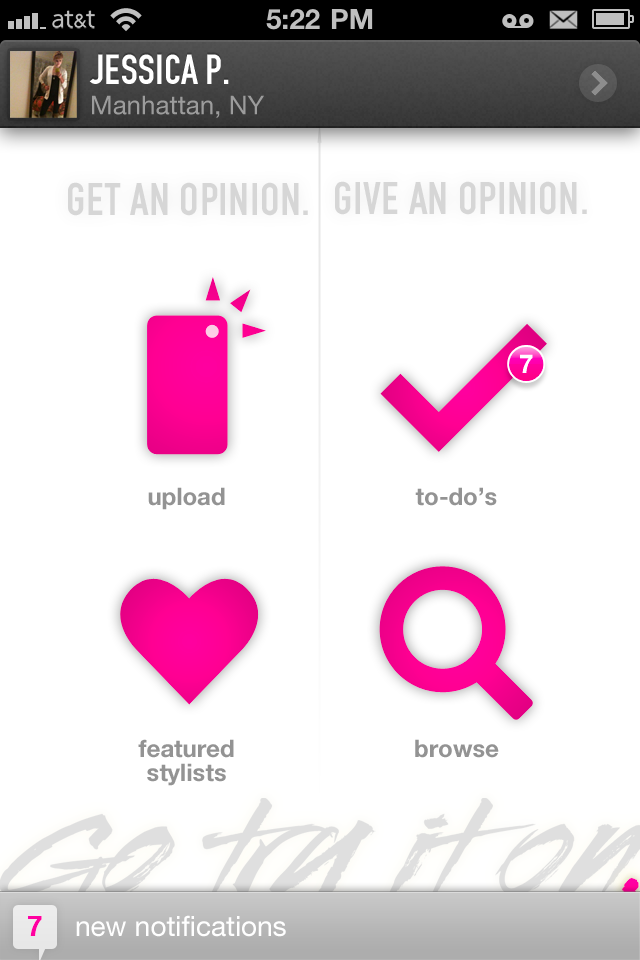 at&t 5:22 PM
JESSICA P.
Manhattan, NY
GET AN OPINION. GIVE AN OPINION.
7
upload to-do’s
featured browse
stylists
Go try it on.
7 new notifications